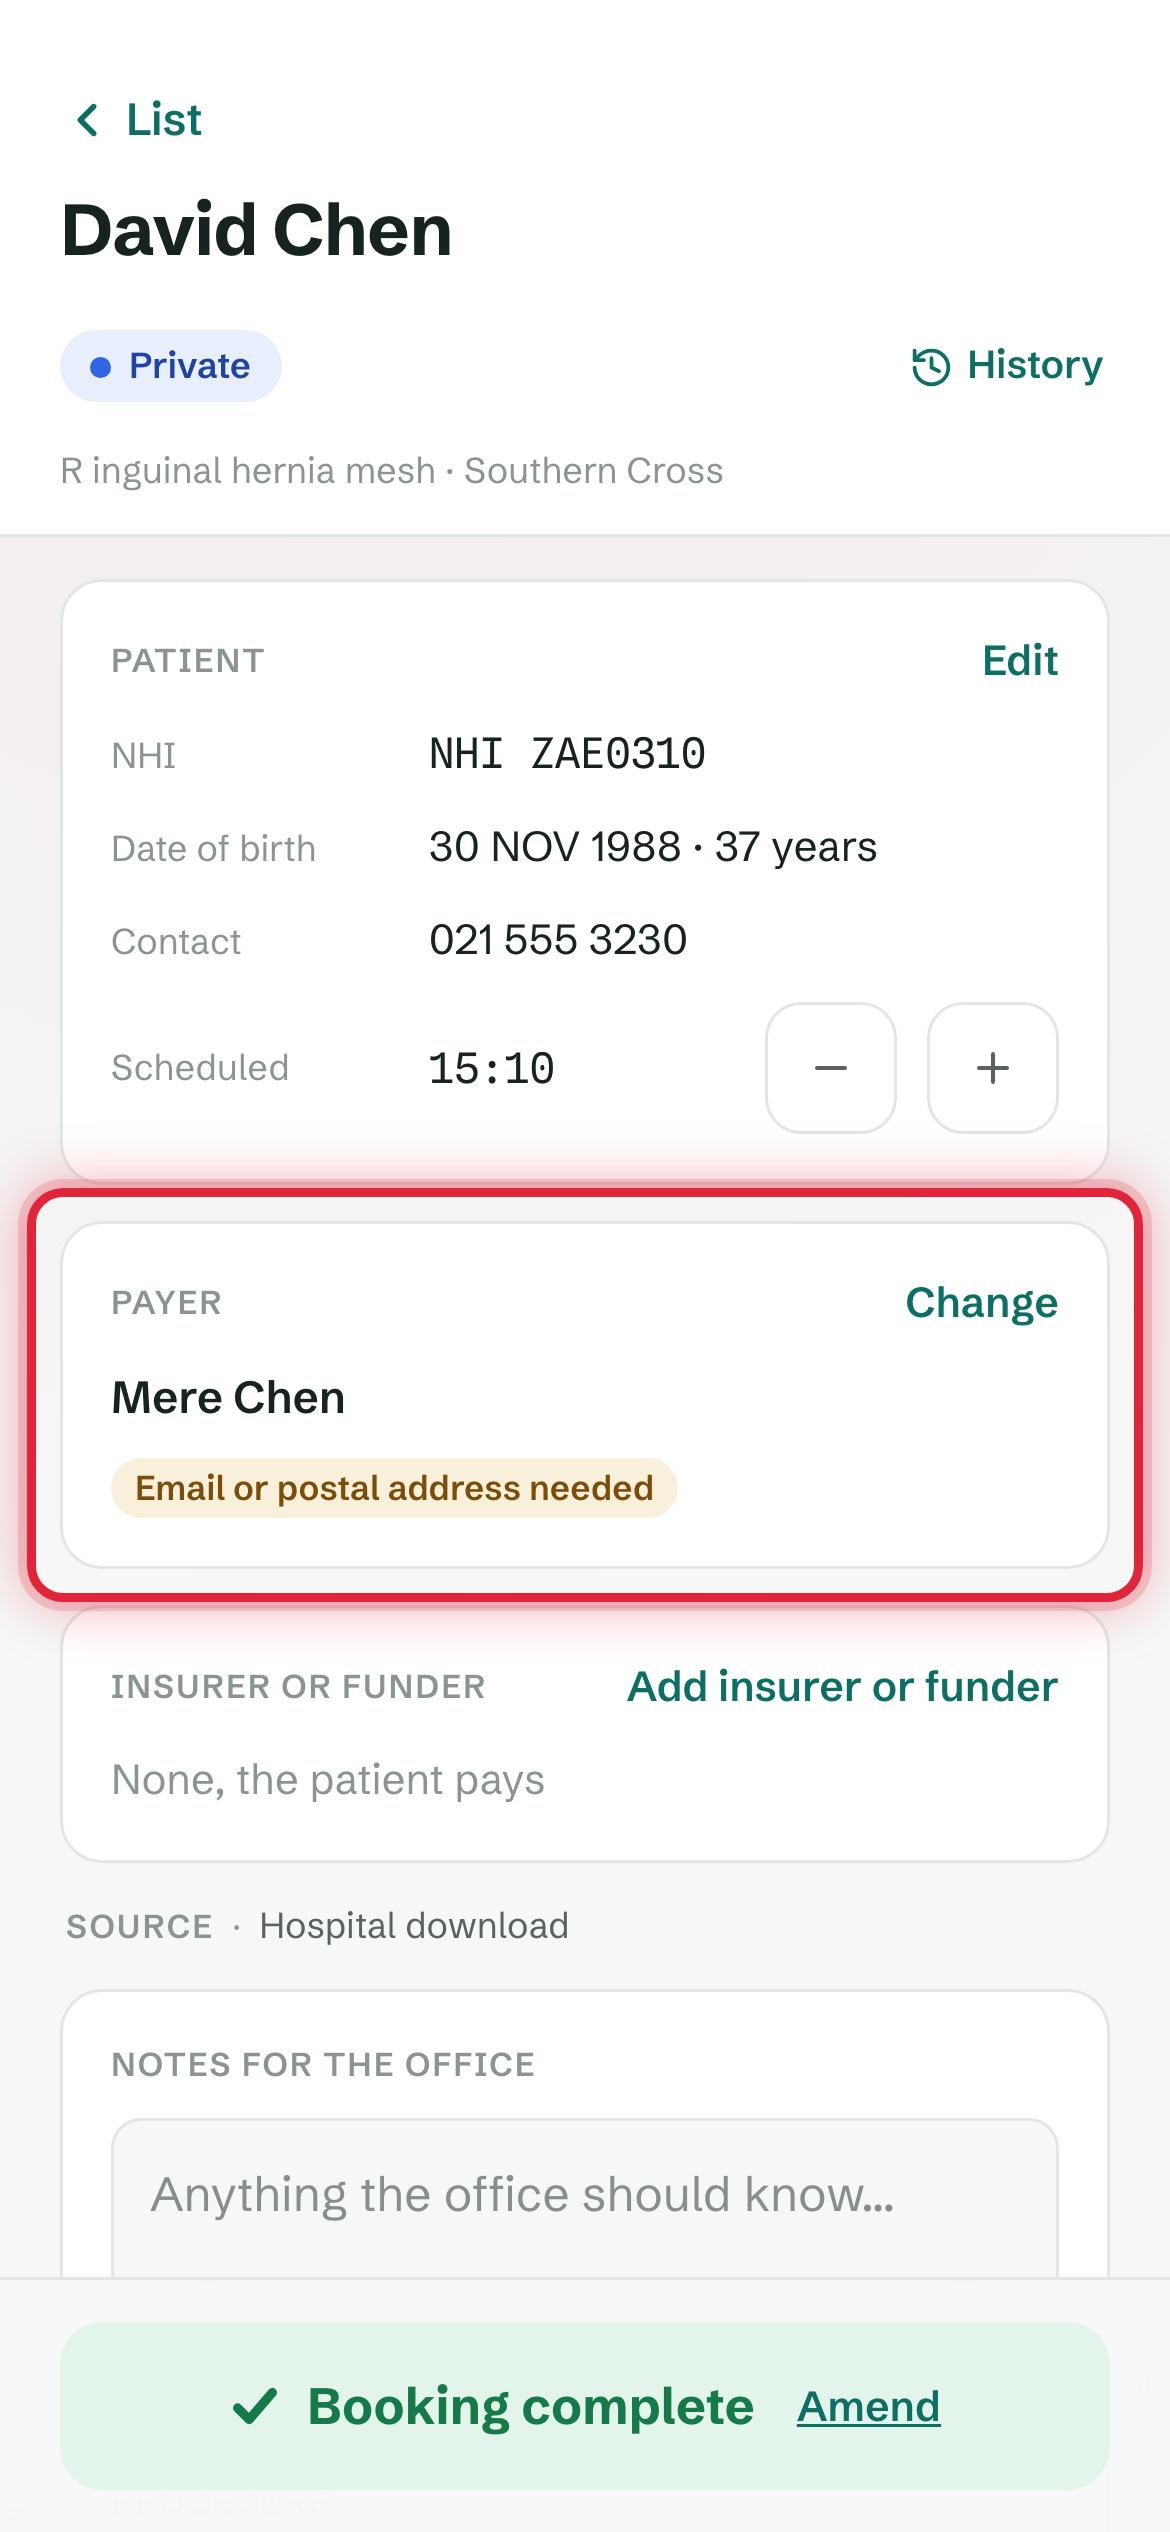 List
David Chen
Private
History
R inguinal hernia mesh · Southern Cross
PATIENT
Edit
NHI
NHI ZAE0310
Date of birth
30 NOV 1988 · 37 years
Contact
021 555 3230
Scheduled
15:10
PAYER
Change
Mere Chen
Email or postal address needed
INSURER OR FUNDER
Add insurer or funder
None, the patient pays
SOURCE · Hospital download
NOTES FOR THE OFFICE
Anything the office should know...
Booking complete
Amend
PROCEDURE